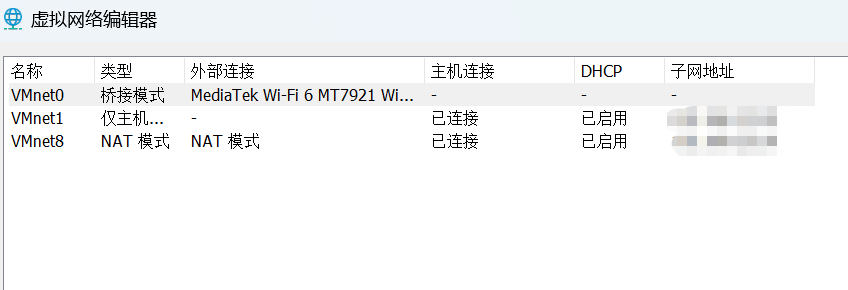 虚拟网络编辑器
名称 类型 外部连接 主机连接 DHCP 子网地址
VMnet0 桥接模式 MediaTek Wi-Fi 6 MT7921 Wi... - - -
VMnet1 仅主机... - 已连接 已启用
VMnet8 NAT 模式 NAT 模式 已连接 已启用